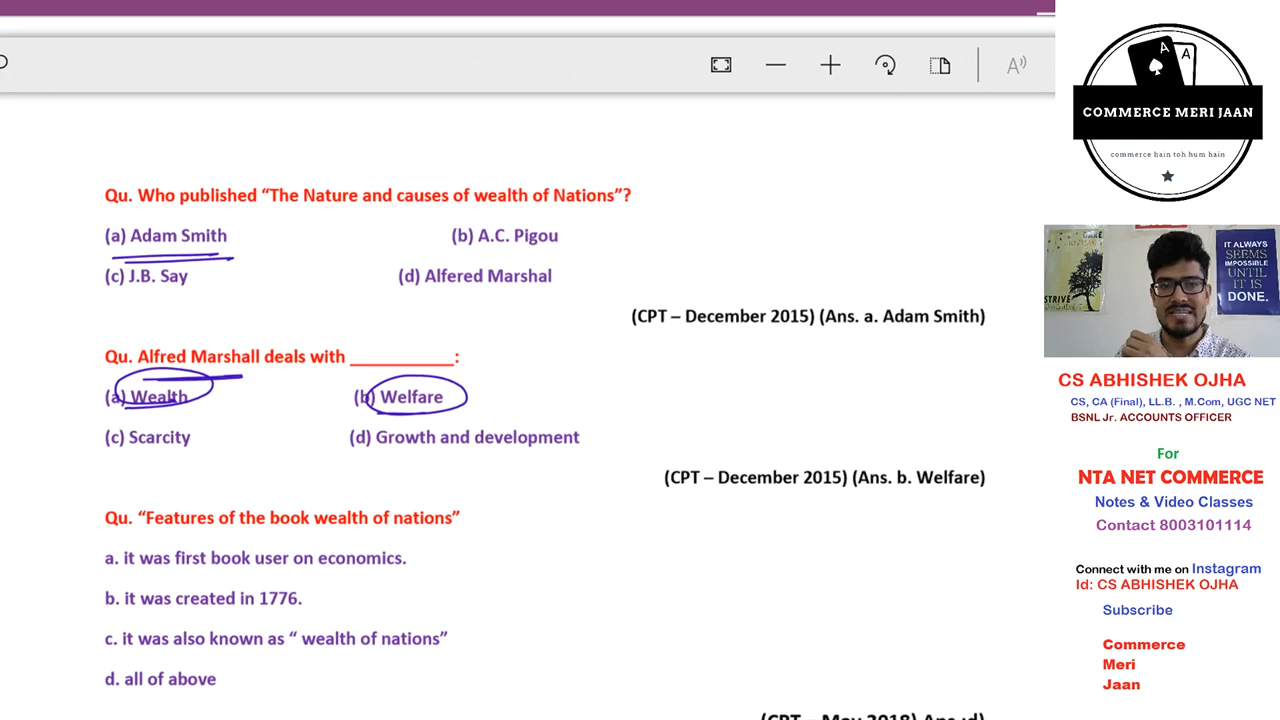 Qu. Who published “The Nature and causes of wealth of Nations”?
(a) Adam Smith (b) A.C. Pigou
(c) J.B. Say (d) Alfered Marshal
(CPT – December 2015) (Ans. a. Adam Smith)
Qu. Alfred Marshall deals with ___________:
(a) Wealth (b) Welfare
(c) Scarcity (d) Growth and development
(CPT – December 2015) (Ans. b. Welfare)
Qu. “Features of the book wealth of nations”
a. it was first book user on economics.
b. it was created in 1776.
c. it was also known as “ wealth of nations”
d. all of above
(CPT – May 2018) Ans :d)
A A
COMMERCE MERI JAAN
commerce hain toh hum hain
STRIVE
IT ALWAYS
SEEMS
IMPOSSIBLE
UNTIL
IT IS
DONE.
CS ABHISHEK OJHA
CS, CA (Final), LL.B. , M.Com, UGC NET
BSNL Jr. ACCOUNTS OFFICER
For
NTA NET COMMERCE
Notes & Video Classes
Contact 8003101114
Connect with me on Instagram
Id: CS ABHISHEK OJHA
Subscribe
Commerce
Meri
Jaan